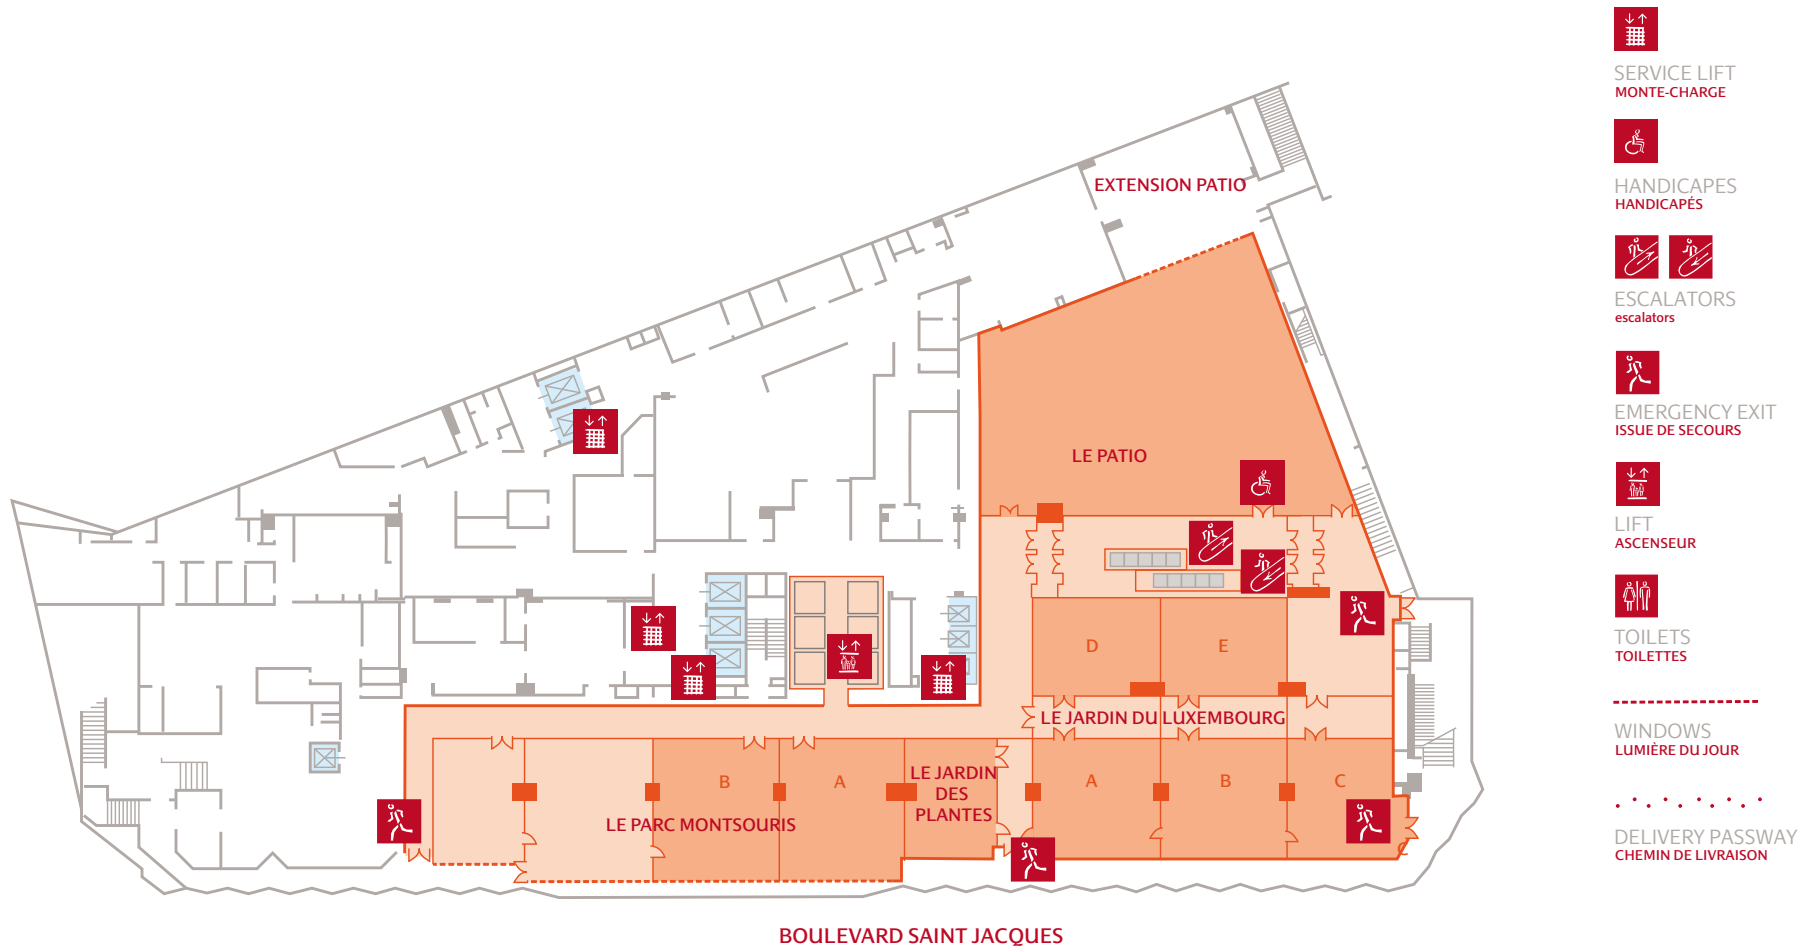 SERVICE LIFT
MONTE-CHARGE
HANDICAPES
HANDICAPÉS
ESCALATORS
escalators
EMERGENCY EXIT
ISSUE DE SECOURS
LIFT
ASCENSEUR
TOILETS
TOILETTES
WINDOWS
LUMIÈRE DU JOUR
DELIVERY PASSWAY
CHEMIN DE LIVRAISON
EXTENSION PATIO
LE PATIO
D
E
LE JARDIN DU LUXEMBOURG
B
A
LE JARDIN
DES
PLANTES
A
B
C
LE PARC MONTSOURIS
C
BOULEVARD SAINT JACQUES